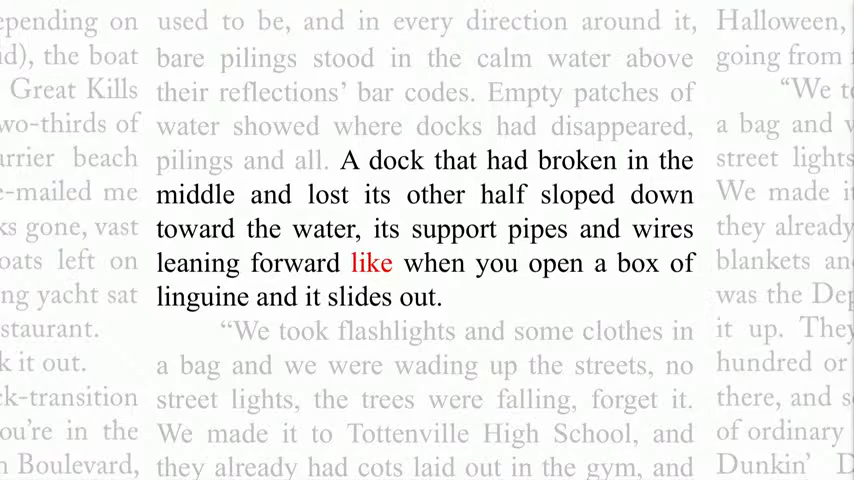 epending on
d), the boat
Great Kills
wo-thirds of
arrier beach
e-mailed me
ks gone, vast
oats left on
ng yacht sat
staurant.
k it out.
ck-transition
ou're in the
n Boulevard,
used to be, and in every direction around it,
bare pilings stood in the calm water above
their reflections' bar codes. Empty patches of
water showed where docks had disappeared,
pilings and all. A dock that had broken in the
middle and lost its other half sloped down
toward the water, its support pipes and wires
leaning forward like when you open a box of
linguine and it slides out.
“We took flashlights and some clothes in
a bag and we were wading up the streets, no
street lights, the trees were falling, forget it.
We made it to Tottenville High School, and
they already had cots laid out in the gym, and
Halloween,
going from
“We to
a bag and w
street lights
We made it
they already
blankets an
was the Dep
it up. They
hundred or
there, and s
of ordinary
Dunkin' D